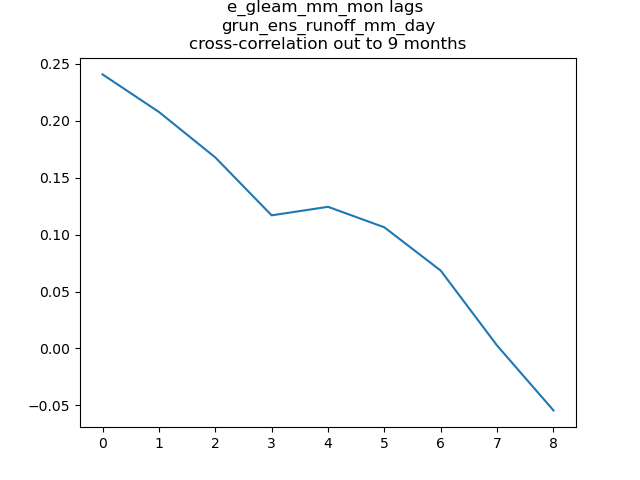 e_gleam_mm_mon lags
grun_ens_runoff_mm_day
cross-correlation out to 9 months
0.25
0.20
0.15
0.10
0.05
0.00
−0.05
0 1 2 3 4 5 6 7 8